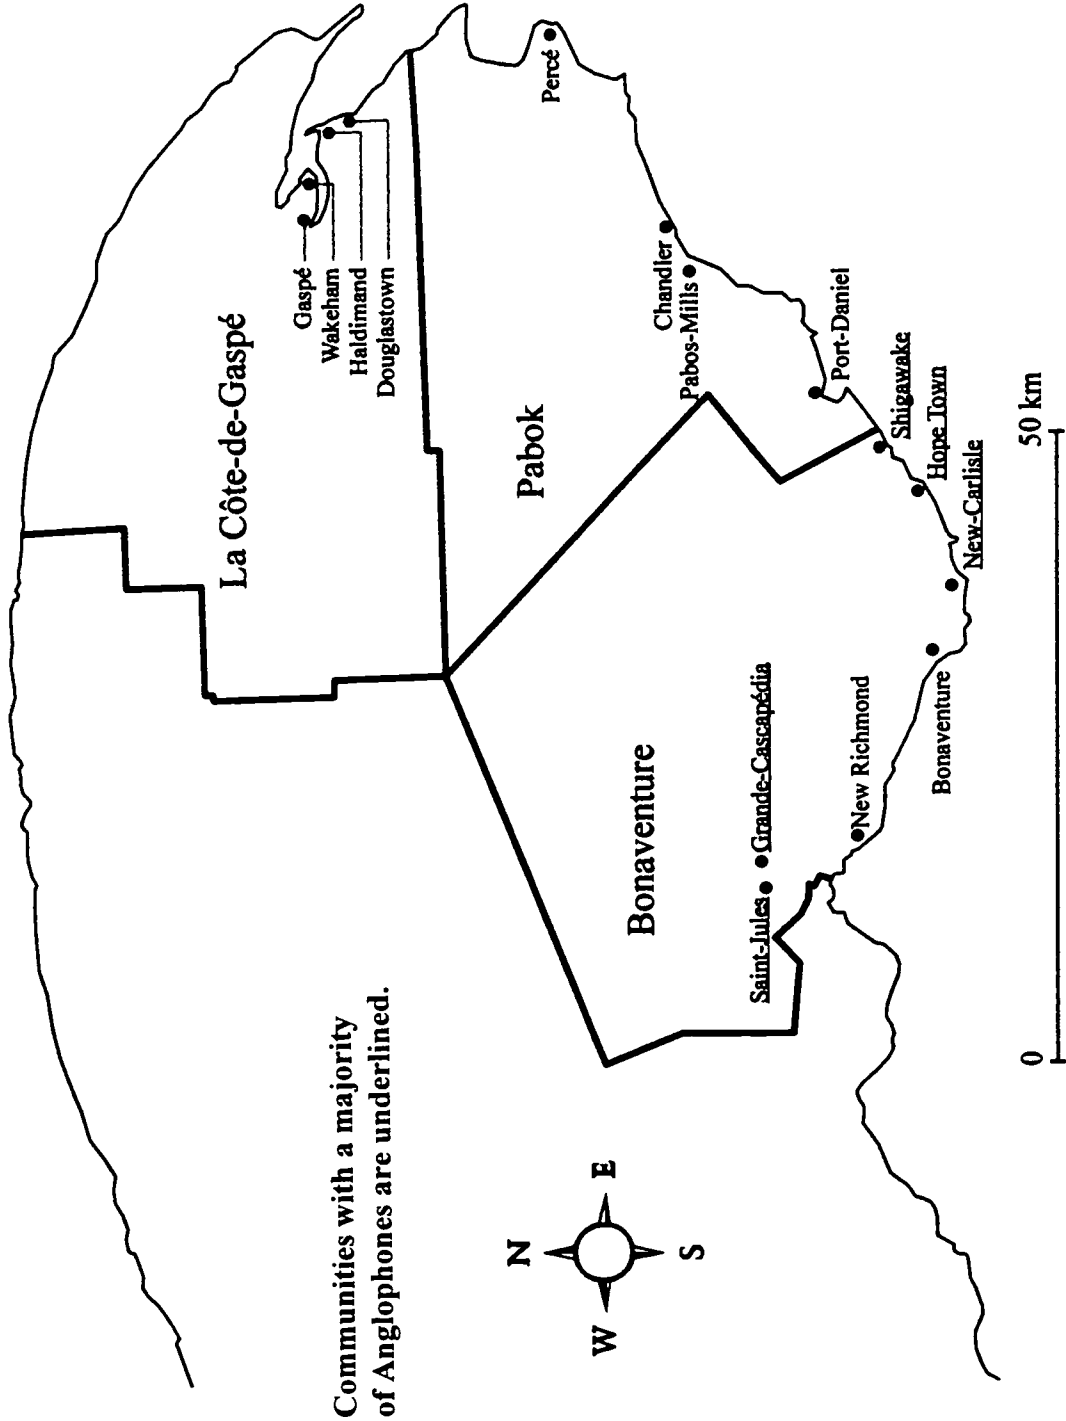 La Côte-de-Gaspé
Gaspé
Wakeham
Haldimand
Douglastown
Communities with a majority
of Anglophones are underlined.
Pabok
Percé
Bonaventure
Chandler
Pabos-Mills
Port-Daniel
Shigawake
Hope Town
New-Carlisle
Saint-Jules
Grande-Cascapédia
New Richmond
Bonaventure
N
W
E
S
0
50 km